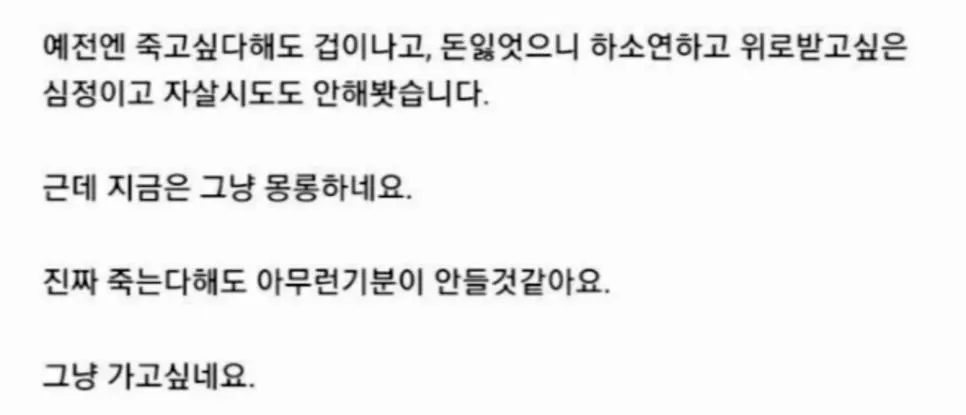 예전엔 죽고싶다해도 겁이나고, 돈잃엇으니 하소연하고 위로받고싶은
심정이고 자살시도도 안해봣습니다.
근데 지금은 그냥 몽롱하네요.
진짜 죽는다해도 아무런기분이 안들것같아요.
그냥 가고싶네요.